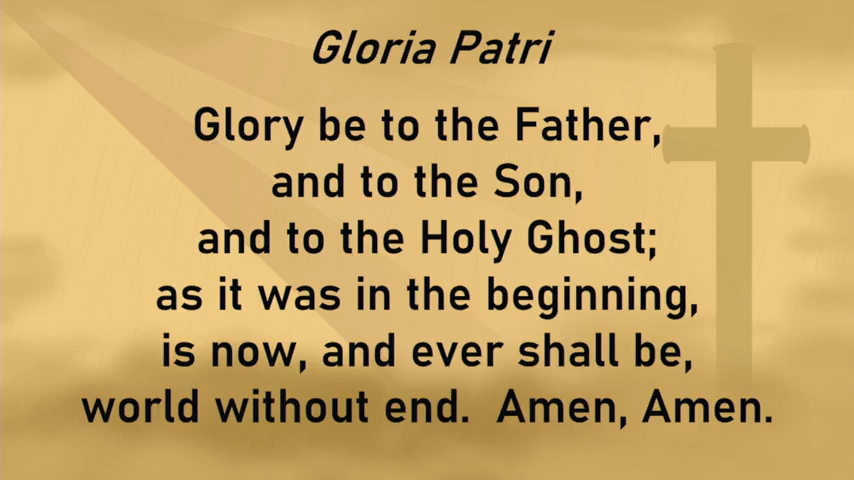 Gloria Patri
Glory be to the Father,
and to the Son,
and to the Holy Ghost;
as it was in the beginning,
is now, and ever shall be,
world without end.  Amen, Amen.